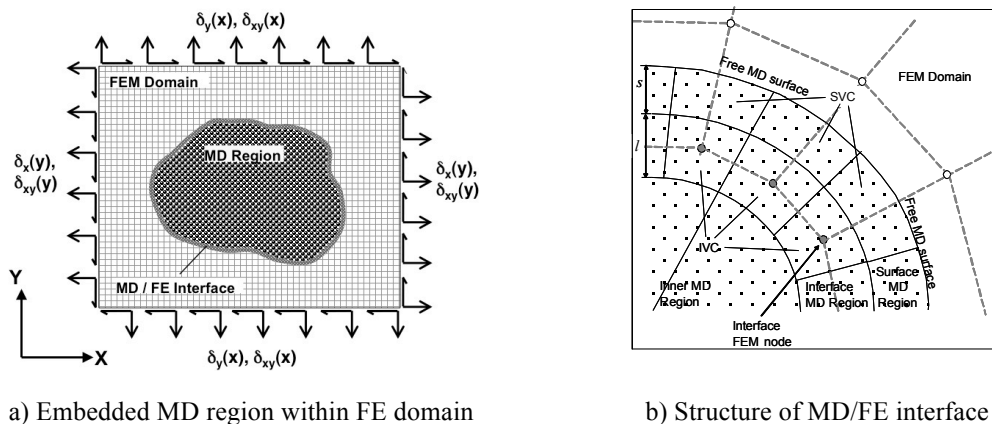 δy(x), δxy(x)
FEM Domain
MD Region
δx(y),
δxy(y)
δx(y),
δxy(y)
MD / FE Interface
Y
X
δy(x), δxy(x)
a) Embedded MD region within FE domain
Free MD surface
FEM Domain
SVC
s
l
IVC
Free MD surface
Inner MD
Region
Interface
MD Region
Surface
MD
Region
Interface
FEM node
b) Structure of MD/FE interface